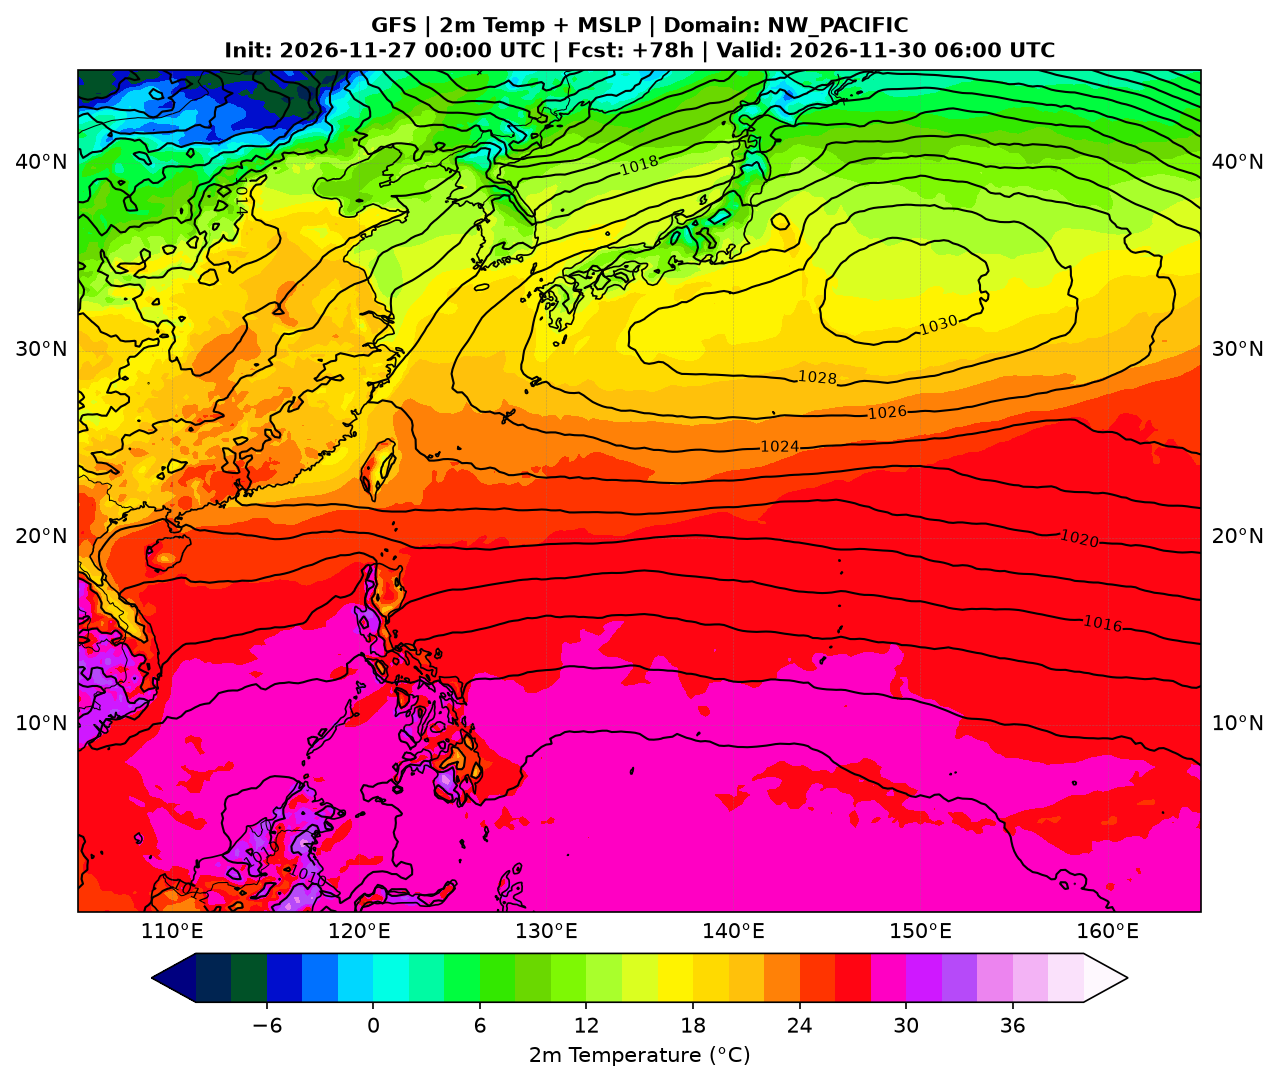 GFS | 2m Temp + MSLP | Domain: NW_PACIFIC
Init: 2026-11-27 00:00 UTC | Fcst: +78h | Valid: 2026-11-30 06:00 UTC
40°N
1018
40°N
1014
30°N
1030
30°N
1028
1026
1024
20°N
1020
20°N
1016
10°N
10°N
1010
1010
110°E 120°E 130°E 140°E 150°E 160°E
−6 0 6 12 18 24 30 36
2m Temperature (°C)